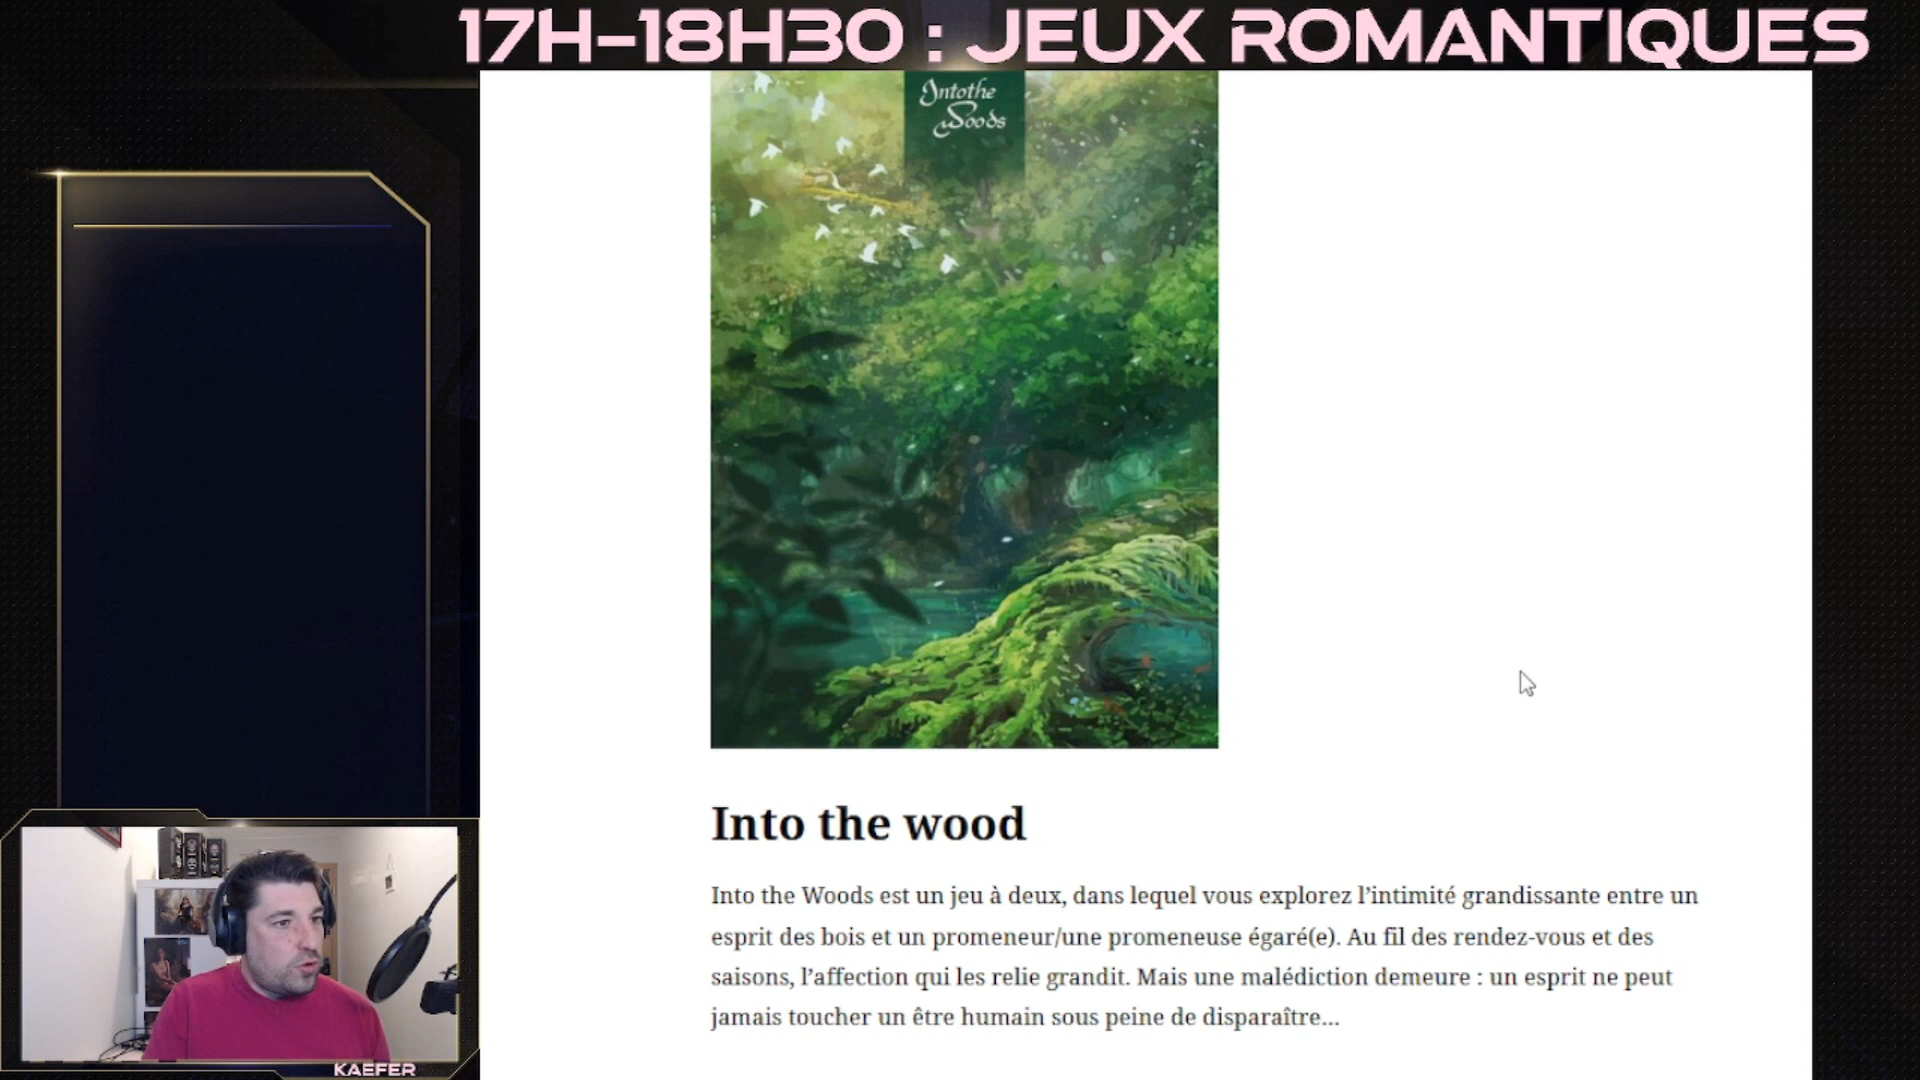 17H-18H30 : JEUX ROMANTIQUES
Into the
Woods
Into the wood
Into the Woods est un jeu à deux, dans lequel vous explorez l’intimité grandissante entre un
esprit des bois et un promeneur/une promeneuse égaré(e). Au fil des rendez-vous et des
saisons, l’affection qui les relie grandit. Mais une malédiction demeure : un esprit ne peut
jamais toucher un être humain sous peine de disparaître...
KAEFER